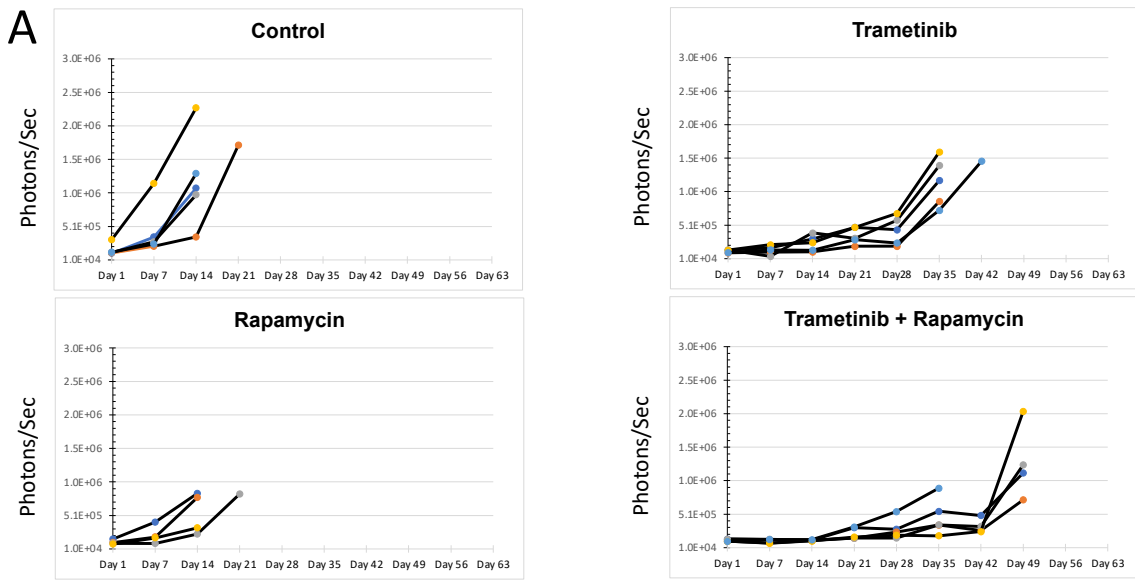 A
Control
Photons/Sec
3.0E+06
2.5E+06
2.0E+06
1.5E+06
1.0E+06
5.1E+05
1.0E+04
Day 1 Day 7 Day 14 Day 21 Day 28 Day 35 Day 42 Day 49 Day 56 Day 63
Trametinib
Photons/Sec
3.0E+06
2.5E+06
2.0E+06
1.5E+06
1.0E+06
5.1E+05
1.0E+04
Day 1 Day 7 Day 14 Day 21 Day 28 Day 35 Day 42 Day 49 Day 56 Day 63
Rapamycin
Photons/Sec
3.0E+06
2.5E+06
2.0E+06
1.5E+06
1.0E+06
5.1E+05
1.0E+04
Day 1 Day 7 Day 14 Day 21 Day 28 Day 35 Day 42 Day 49 Day 56 Day 63
Trametinib + Rapamycin
Photons/Sec
3.0E+06
2.5E+06
2.0E+06
1.5E+06
1.0E+06
5.1E+05
1.0E+04
Day 1 Day 7 Day 14 Day 21 Day 28 Day 35 Day 42 Day 49 Day 56 Day 63